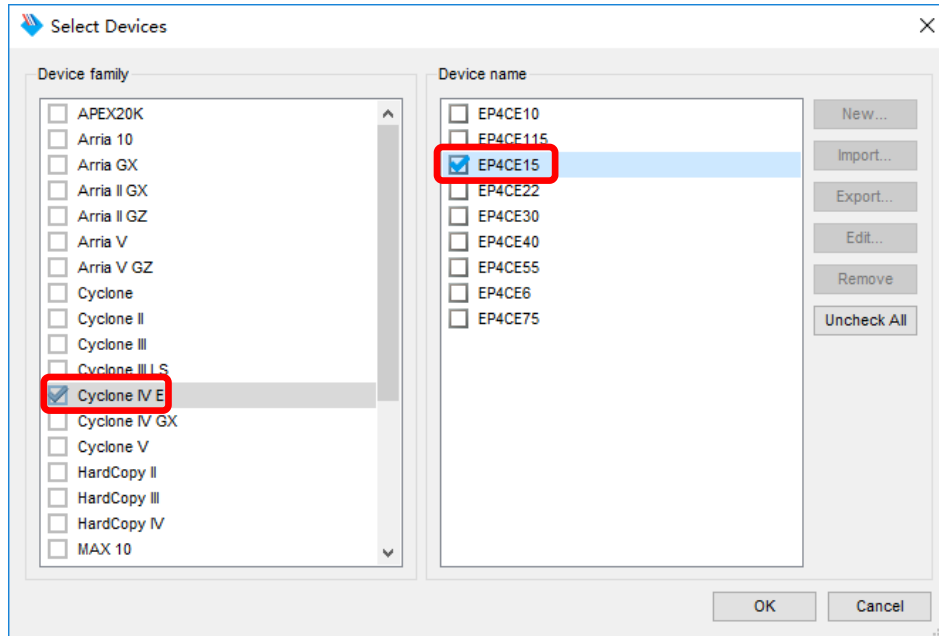 Select Devices
Device family
APEX20K
Arria 10
Arria GX
Arria II GX
Arria II GZ
Arria V
Arria V GZ
Cyclone
Cyclone II
Cyclone III
Cyclone III LS
Cyclone IV E
Cyclone IV GX
Cyclone V
HardCopy II
HardCopy III
HardCopy IV
MAX 10
Device name
EP4CE10
EP4CE115
EP4CE15
EP4CE22
EP4CE30
EP4CE40
EP4CE55
EP4CE6
EP4CE75
New...
Import...
Export...
Edit...
Remove
Uncheck All
OK
Cancel